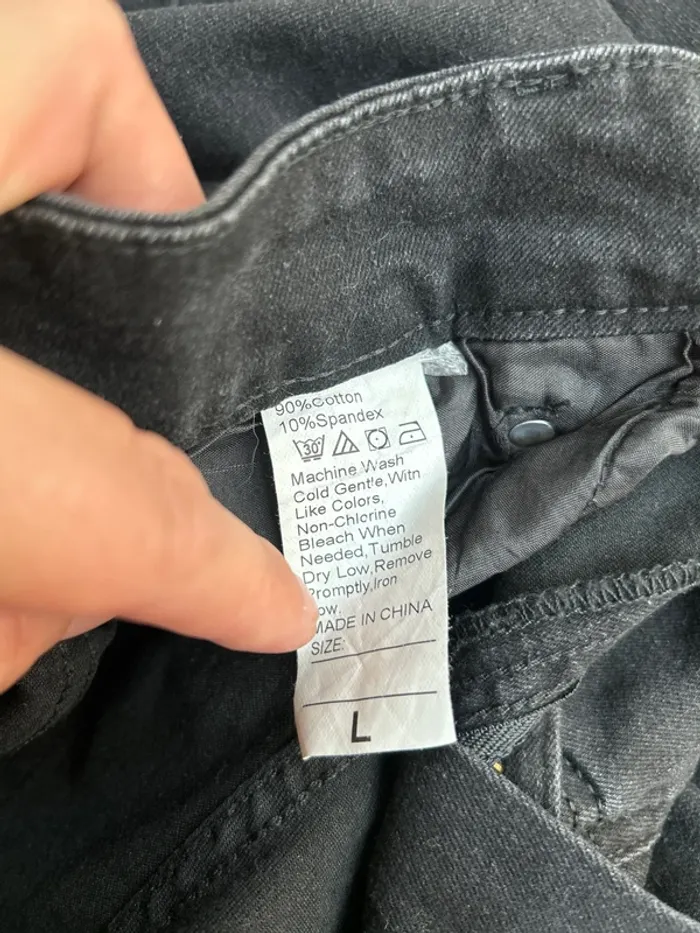 90%Cotton
10%Spandex
30°
Machine Wash
Cold Gentle,With
Like Colors,
Non-Chlorine
Bleach When
Needed,Tumble
Dry Low,Remove
Promptly,Iron
Low.
MADE IN CHINA
SIZE:
L